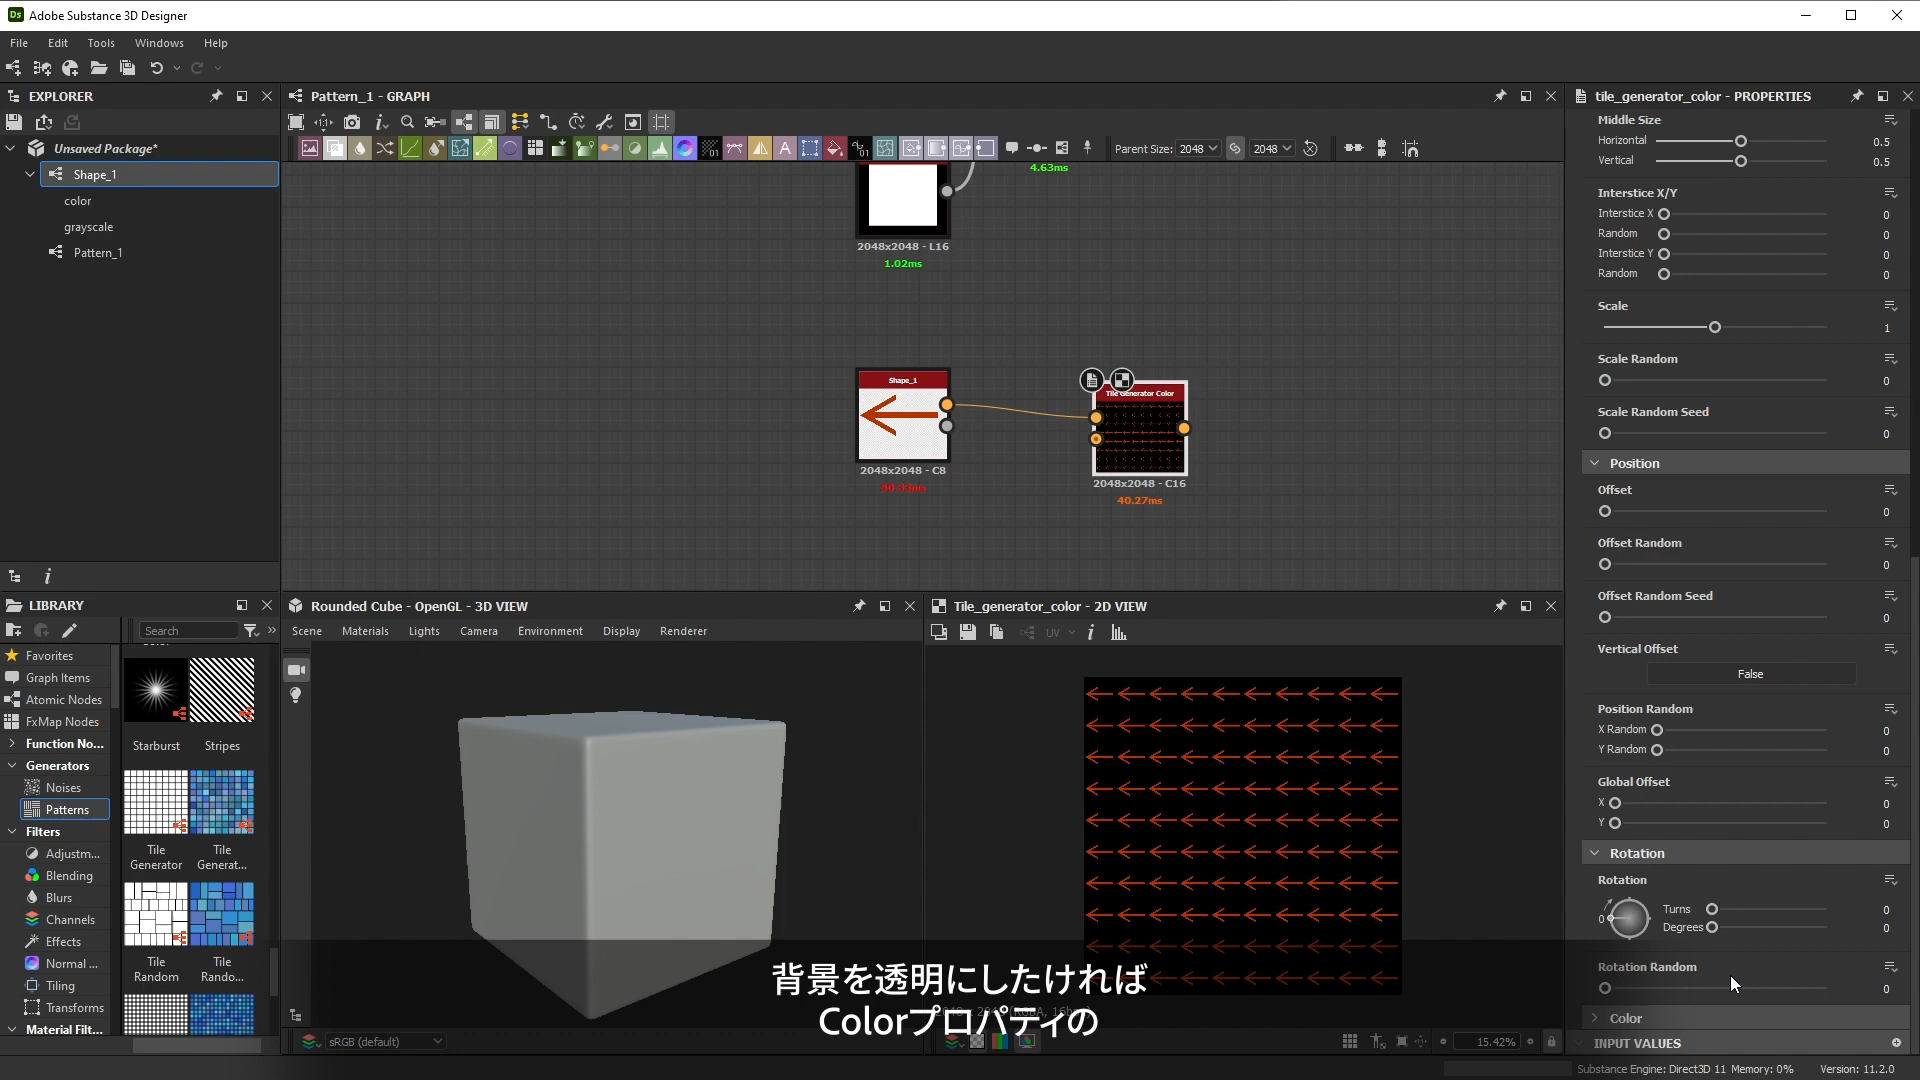 Adobe Substance 3D Designer
File Edit Tools Windows Help
EXPLORER
Unsaved Package*
Shape_1
color
grayscale
Pattern_1
Pattern_1 - GRAPH
Parent Size: 2048 2048
4.63ms
2048x2048 - L16
1.02ms
Shape_1
2048x2048 - C8
Tile Generator Color
2048x2048 - C16
40.27ms
LIBRARY
Search
Favorites
Graph Items
Atomic Nodes
FxMap Nodes
Function No...
Generators
Noises
Patterns
Filters
Adjustm...
Blending
Blurs
Channels
Effects
Normal ...
Tiling
Transforms
Material Filt...
Starburst
Stripes
Tile Generator
Tile Generat...
Tile Random
Tile Rando...
Rounded Cube - OpenGL - 3D VIEW
Scene Materials Lights Camera Environment Display Renderer
sRGB (default)
Tile_generator_color - 2D VIEW
UV
15.42%
tile_generator_color - PROPERTIES
Middle Size
Horizontal 0.5
Vertical 0.5
Interstice X/Y
Interstice X 0
Random 0
Interstice Y 0
Random 0
Scale
1
Scale Random
0
Scale Random Seed
0
Position
Offset
0
Offset Random
0
Offset Random Seed
0
Vertical Offset
False
Position Random
X Random 0
Y Random 0
Global Offset
X 0
Y 0
Rotation
Rotation
0 Turns 0
Degrees 0
Rotation Random
0
Color
INPUT VALUES
Substance Engine: Direct3D 11 Memory: 0% Version: 11.2.0
背景を透明にしたければ
Colorプロパティの